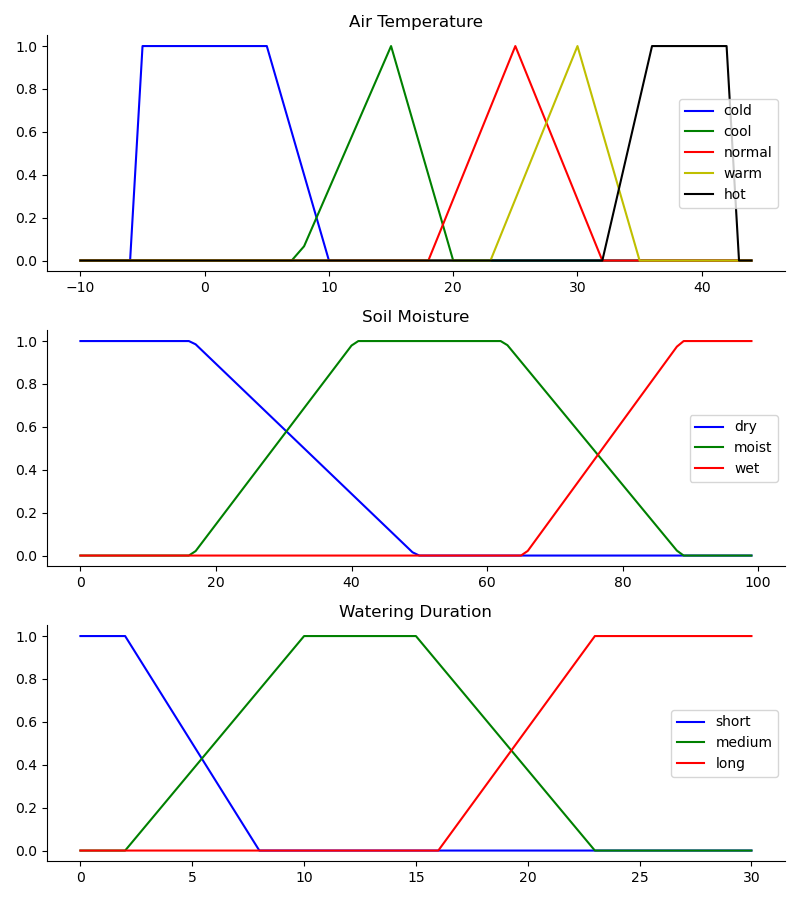 Air Temperature
1.0
0.8
0.6
0.4
0.2
0.0
cold
cool
normal
warm
hot
−10 0 10 20 30 40
Soil Moisture
1.0
0.8
0.6
0.4
0.2
0.0
dry
moist
wet
0 20 40 60 80 100
Watering Duration
1.0
0.8
0.6
0.4
0.2
0.0
short
medium
long
0 5 10 15 20 25 30